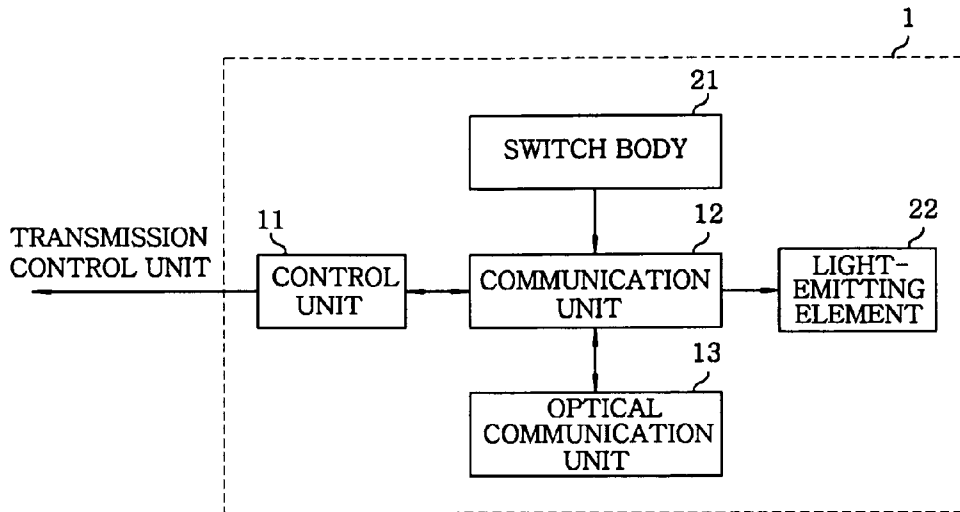 1
21
SWITCH BODY
TRANSMISSION
CONTROL UNIT
11
CONTROL
UNIT
12
COMMUNICATION
UNIT
22
LIGHT-
EMITTING
ELEMENT
13
OPTICAL
COMMUNICATION
UNIT